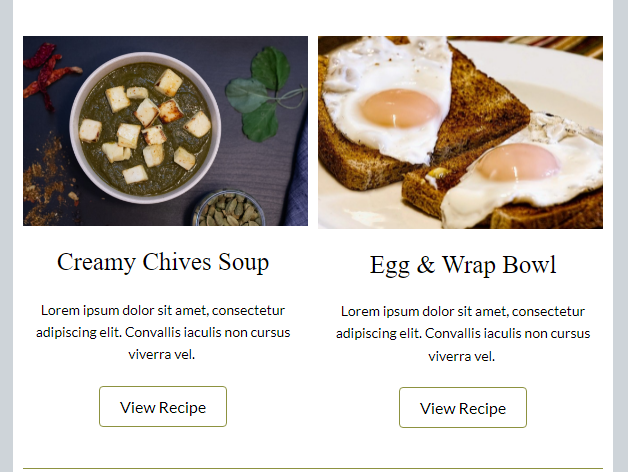 Creamy Chives Soup
Lorem ipsum dolor sit amet, consectetur
adipiscing elit. Convallis iaculis non cursus
viverra vel.
View Recipe
Egg & Wrap Bowl
Lorem ipsum dolor sit amet, consectetur
adipiscing elit. Convallis iaculis non cursus
viverra vel.
View Recipe